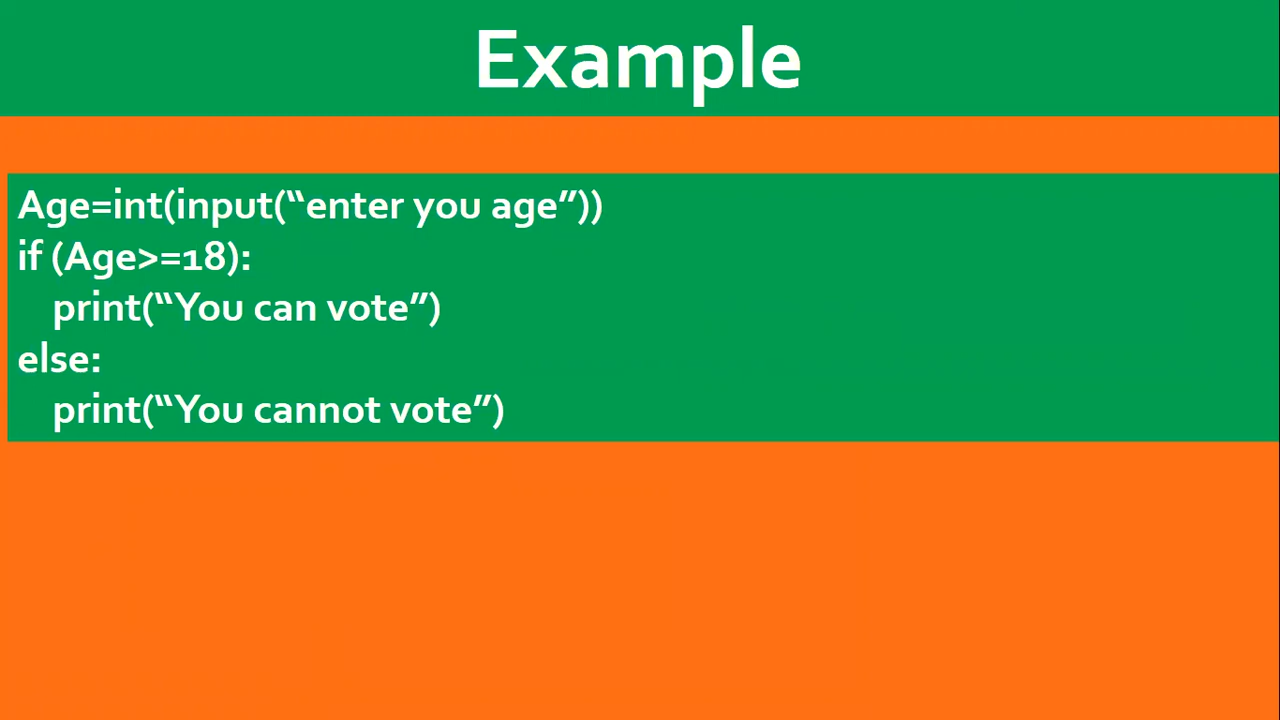 Example
Age=int(input(“enter you age”))
if (Age>=18):
print(“You can vote”)
else:
print(“You cannot vote”)